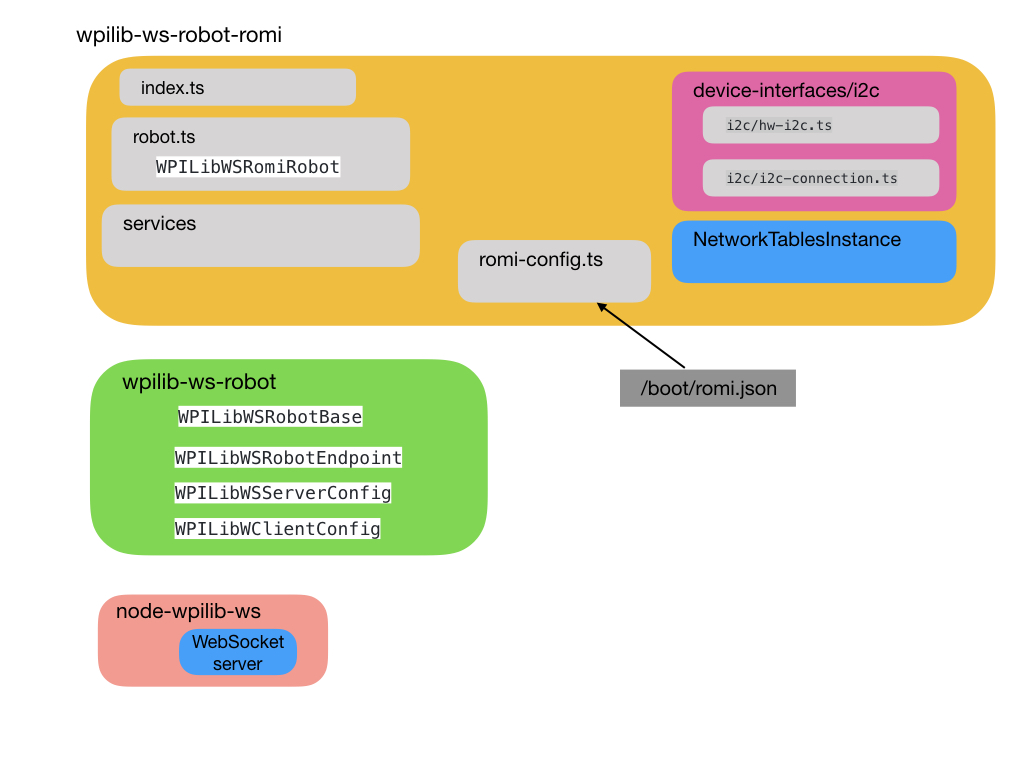 wpilib-ws-robot-romi
index.ts
robot.ts
WPILibWSRomiRobot
services
romi-config.ts
device-interfaces/i2c
i2c/hw-i2c.ts
i2c/i2c-connection.ts
NetworkTablesInstance
/boot/romi.json
wpilib-ws-robot
WPILibWSRobotBase
WPILibWSRobotEndpoint
WPILibWSServerConfig
WPILibWClientConfig
node-wpilib-ws
WebSocket
server